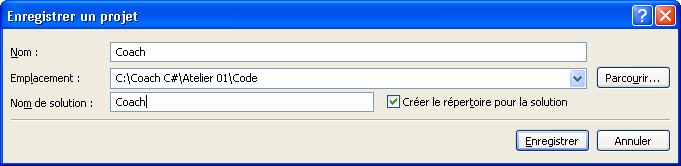 Enregistrer un projet
Nom : Coach
Emplacement : C:\Coach C#\Atelier 01\Code Parcourir...
Nom de solution : Coach Créer le répertoire pour la solution
Enregistrer Annuler